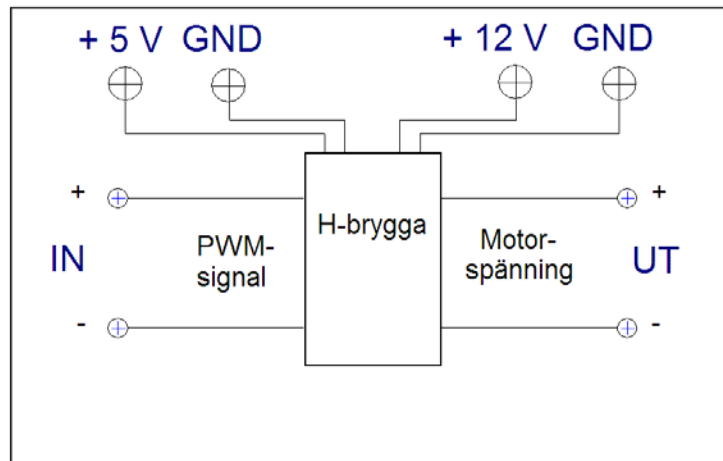 + 5 V GND
+ 12 V GND
+
+
H-brygga
IN
PWM-
signal
Motor-
spänning
UT
-
-